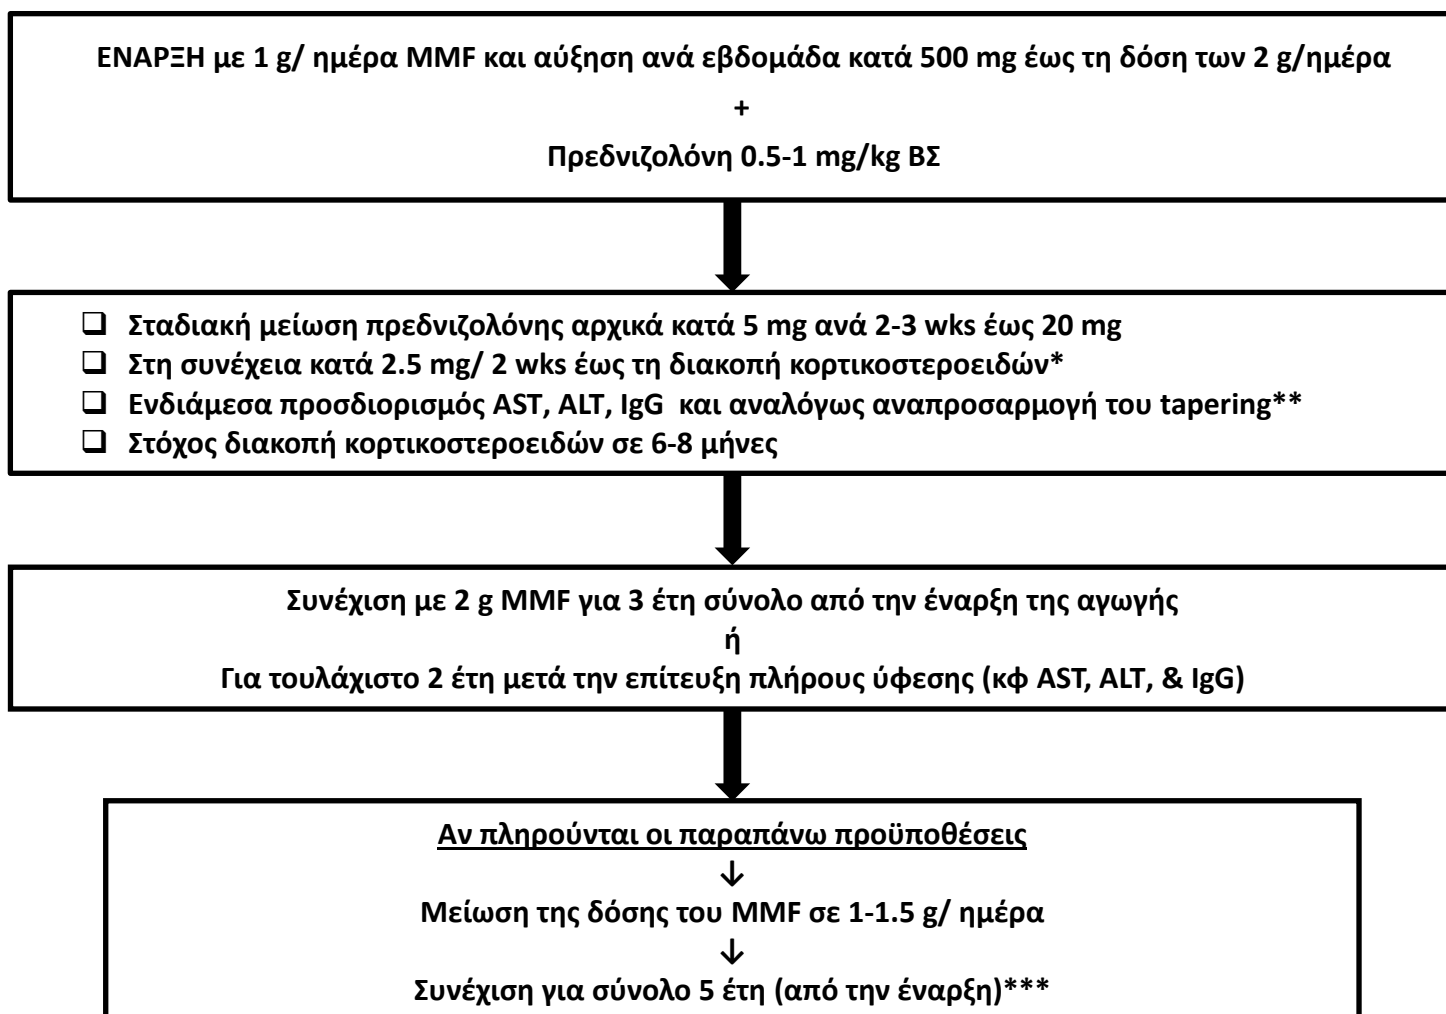 ΕΝΑΡΞΗ με 1 g/ ημέρα MMF και αύξηση ανά εβδομάδα κατά 500 mg έως τη δόση των 2 g/ημέρα
+
Πρεδνιζολόνη 0.5-1 mg/kg ΒΣ
❑ Σταδιακή μείωση πρεδνιζολόνης αρχικά κατά 5 mg ανά 2-3 wks έως 20 mg
❑ Στη συνέχεια κατά 2.5 mg/ 2 wks έως τη διακοπή κορτικοστεροειδών*
❑ Ενδιάμεσα προσδιορισμός AST, ALT, IgG και αναλόγως αναπροσαρμογή του tapering**
❑ Στόχος διακοπή κορτικοστεροειδών σε 6-8 μήνες
Συνέχιση με 2 g MMF για 3 έτη σύνολο από την έναρξη της αγωγής
ή
Για τουλάχιστο 2 έτη μετά την επίτευξη πλήρους ύφεσης (κφ AST, ALT, & IgG)
Αν πληρούνται οι παραπάνω προϋποθέσεις
↓
Μείωση της δόσης του MMF σε 1-1.5 g/ ημέρα
↓
Συνέχιση για σύνολο 5 έτη (από την έναρξη)***